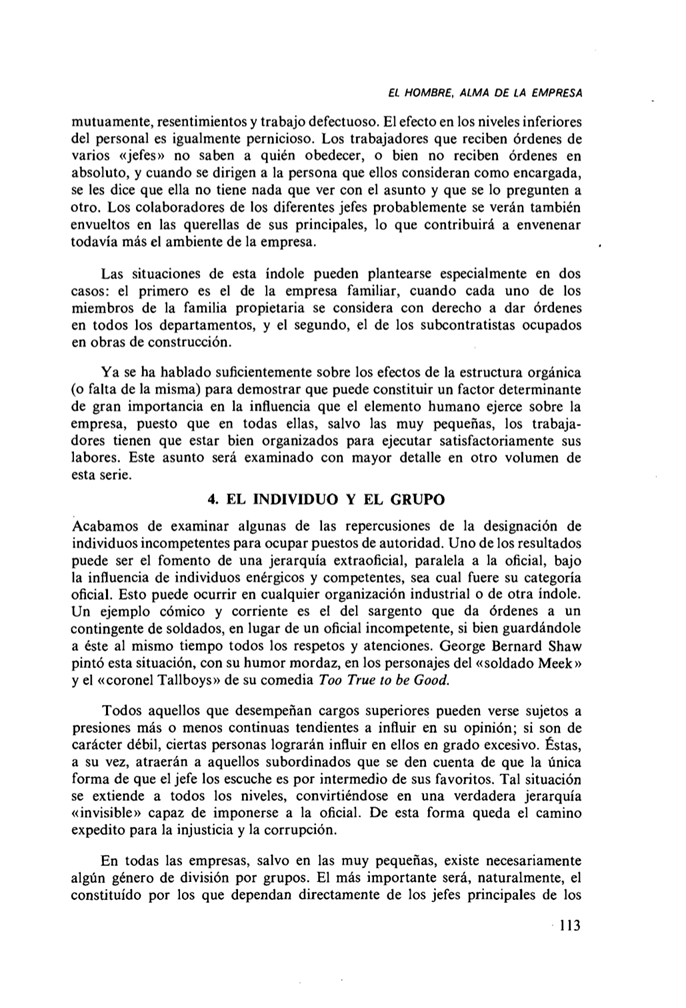 EL HOMBRE, ALMA DE LA EMPRESA
mutuamente, resentimientos y trabajo defectuoso. El efecto en los niveles inferiores
del personal es igualmente pernicioso. Los trabajadores que reciben órdenes de
varios «jefes» no saben a quién obedecer, o bien no reciben órdenes en
absoluto, y cuando se dirigen a la persona que ellos consideran como encargada,
se les dice que ella no tiene nada que ver con el asunto y que se lo pregunten a
otro. Los colaboradores de los diferentes jefes probablemente se verán también
envueltos en las querellas de sus principales, lo que contribuirá a envenenar
todavía más el ambiente de la empresa.
Las situaciones de esta índole pueden plantearse especialmente en dos
casos: el primero es el de la empresa familiar, cuando cada uno de los
miembros de la familia propietaria se considera con derecho a dar órdenes
en todos los departamentos, y el segundo, el de los subcontratistas ocupados
en obras de construcción.
Ya se ha hablado suficientemente sobre los efectos de la estructura orgánica
(o falta de la misma) para demostrar que puede constituir un factor determinante
de gran importancia en la influencia que el elemento humano ejerce sobre la
empresa, puesto que en todas ellas, salvo las muy pequeñas, los trabaja-
dores tienen que estar bien organizados para ejecutar satisfactoriamente sus
labores. Este asunto será examinado con mayor detalle en otro volumen de
esta serie.
4. EL INDIVIDUO Y EL GRUPO
Acabamos de examinar algunas de las repercusiones de la designación de
individuos incompetentes para ocupar puestos de autoridad. Uno de los resultados
puede ser el fomento de una jerarquía extraoficial, paralela a la oficial, bajo
la influencia de individuos enérgicos y competentes, sea cual fuere su categoría
oficial. Esto puede ocurrir en cualquier organización industrial o de otra índole.
Un ejemplo cómico y corriente es el del sargento que da órdenes a un
contingente de soldados, en lugar de un oficial incompetente, si bien guardándole
a éste al mismo tiempo todos los respetos y atenciones. George Bernard Shaw
pintó esta situación, con su humor mordaz, en los personajes del «soldado Meek»
y el «coronel Tallboys» de su comedia Too True to be Good.
Todos aquellos que desempeñan cargos superiores pueden verse sujetos a
presiones más o menos continuas tendientes a influir en su opinión; si son de
carácter débil, ciertas personas lograrán influir en ellos en grado excesivo. Éstas,
a su vez, atraerán a aquellos subordinados que se den cuenta de que la única
forma de que el jefe los escuche es por intermedio de sus favoritos. Tal situación
se extiende a todos los niveles, convirtiéndose en una verdadera jerarquía
«invisible» capaz de imponerse a la oficial. De esta forma queda el camino
expedito para la injusticia y la corrupción.
En todas las empresas, salvo en las muy pequeñas, existe necesariamente
algún género de división por grupos. El más importante será, naturalmente, el
constituído por los que dependan directamente de los jefes principales de los
113